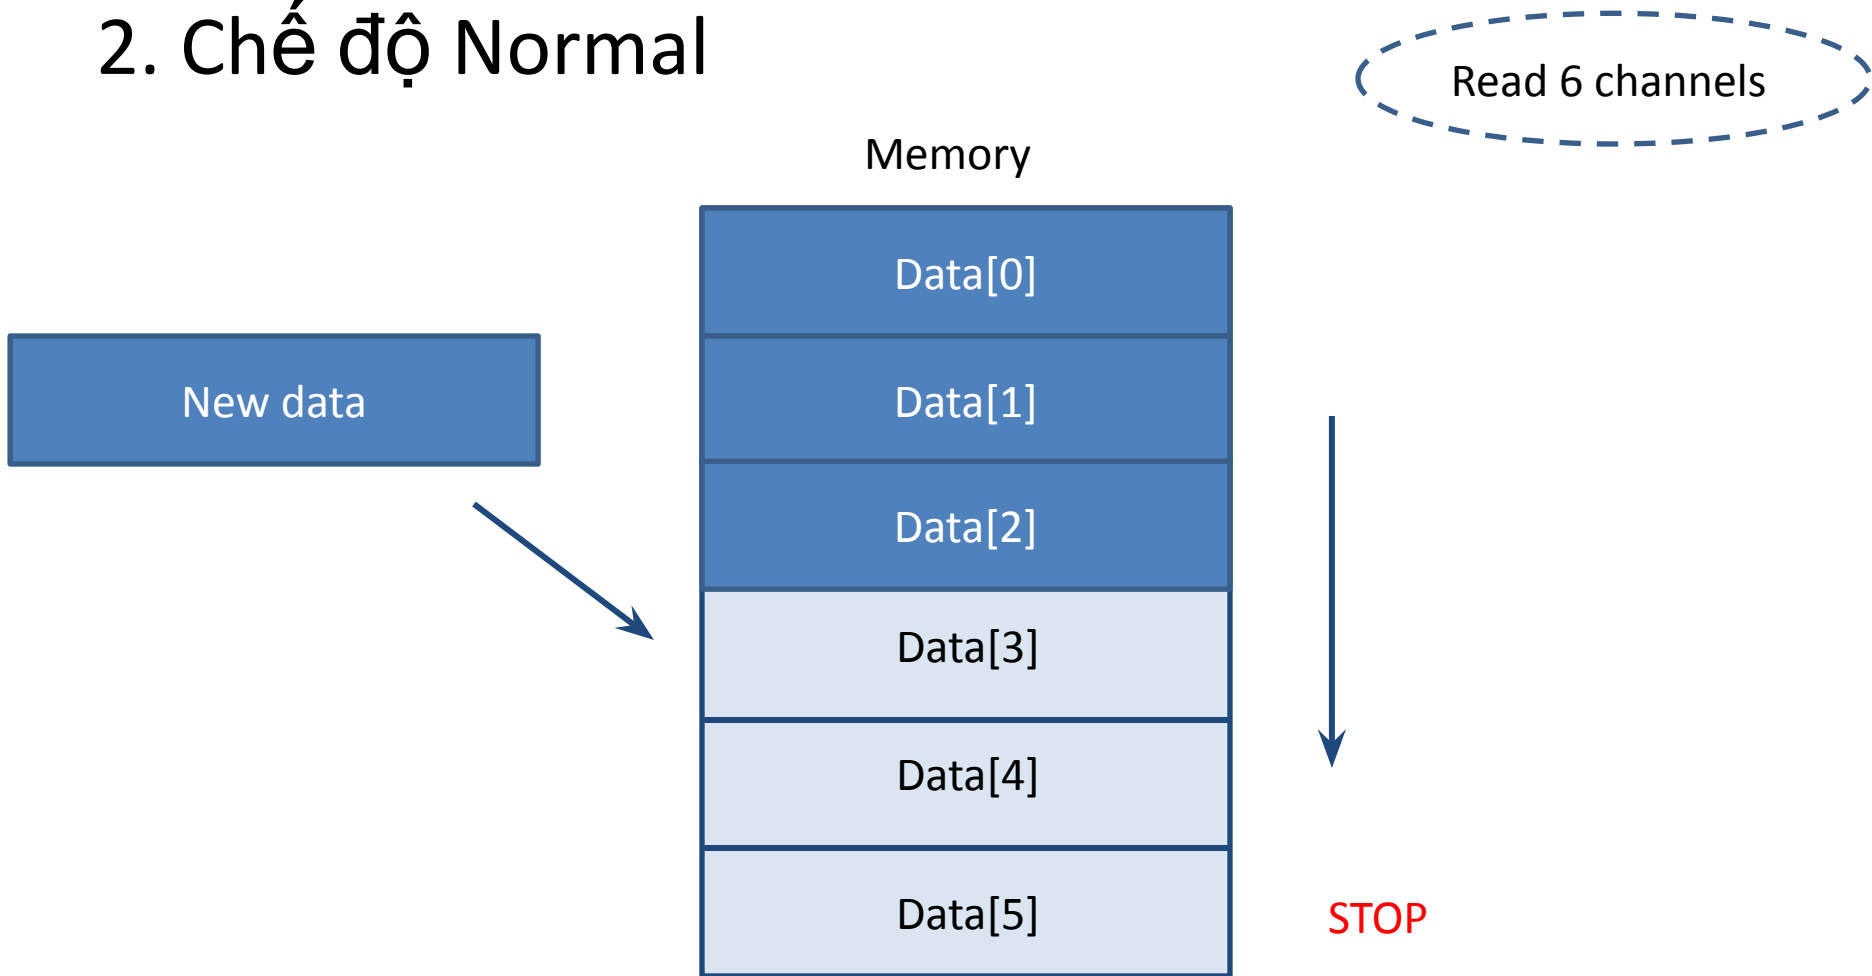 2. Chế độ Normal
Read 6 channels
Memory
Data[0]
New data
Data[1]
Data[2]
Data[3]
Data[4]
Data[5]
STOP